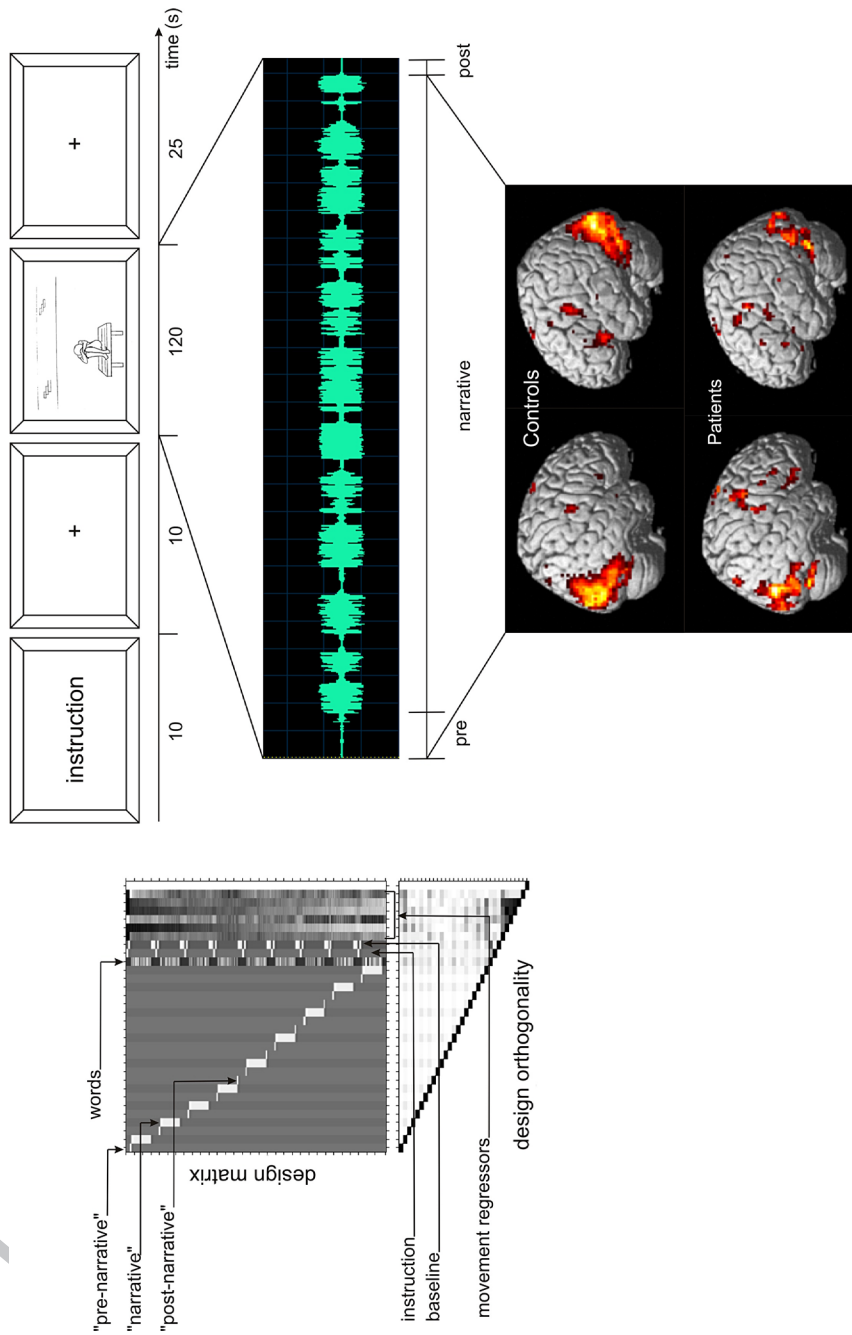 instruction
+
+
10
10
120
25
time (s)
pre
narrative
post
Controls
Patients
words
"pre-narrative"
"narrative"
"post-narrative"
design matrix
instruction
baseline
movement regressors
design orthogonality